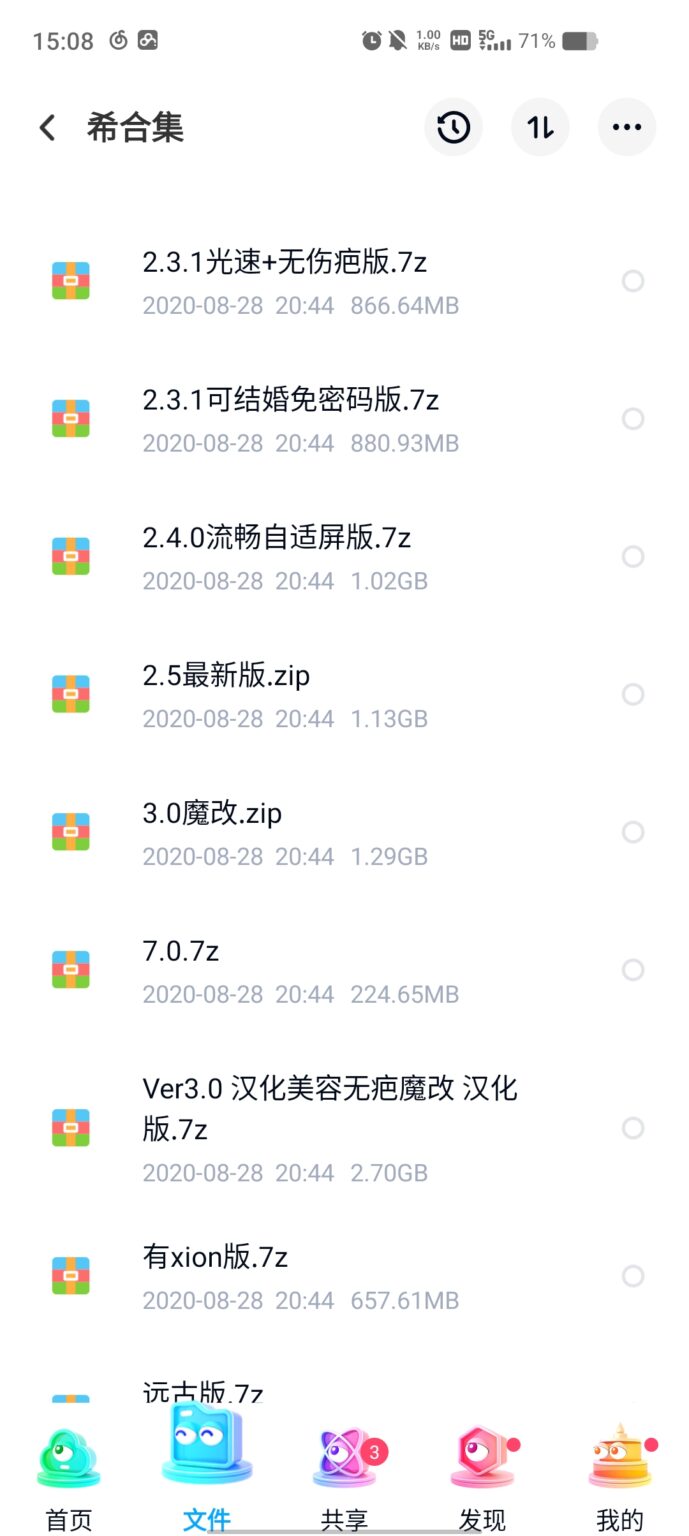 15:08 1.00 KB/s HD 5G 71%
希合集
2.3.1光速+无伤疤版.7z
2020-08-28 20:44 866.64MB
2.3.1可结婚免密码版.7z
2020-08-28 20:44 880.93MB
2.4.0流畅自适屏版.7z
2020-08-28 20:44 1.02GB
2.5最新版.zip
2020-08-28 20:44 1.13GB
3.0魔改.zip
2020-08-28 20:44 1.29GB
7.0.7z
2020-08-28 20:44 224.65MB
Ver3.0 汉化美容无疤魔改 汉化
版.7z
2020-08-28 20:44 2.70GB
有xion版.7z
2020-08-28 20:44 657.61MB
远古版.7z
3
首页 文件 共享 发现 我的